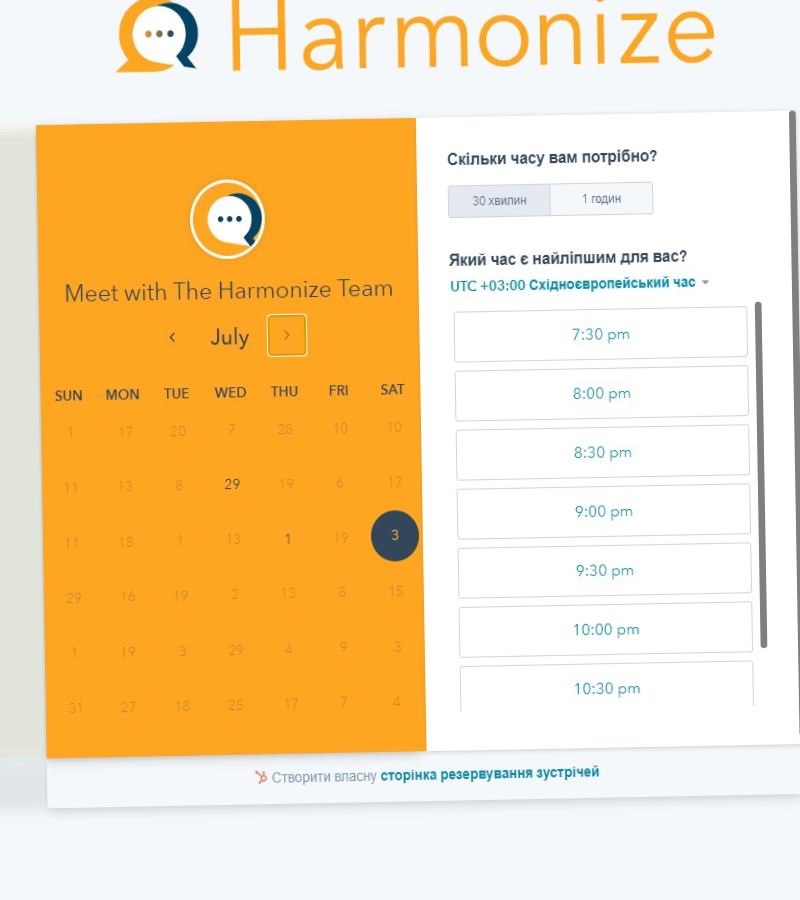 Harmonize
Meet with The Harmonize Team
July
SUN MON TUE WED THU FRI SAT
1 17 20 7 28 10 10
11 13 8 29 19 6 17
11 18 1 13 1 19 3
29 16 19 2 13 8 15
1 19 3 29 4 9 3
31 27 18 25 17 7 4
Скільки часу вам потрібно?
30 хвилин 1 годин
Який час є найліпшим для вас?
UTC +03:00 Східноєвропейський час
7:30 pm
8:00 pm
8:30 pm
9:00 pm
9:30 pm
10:00 pm
10:30 pm
Створити власну сторінка резервування зустрічей